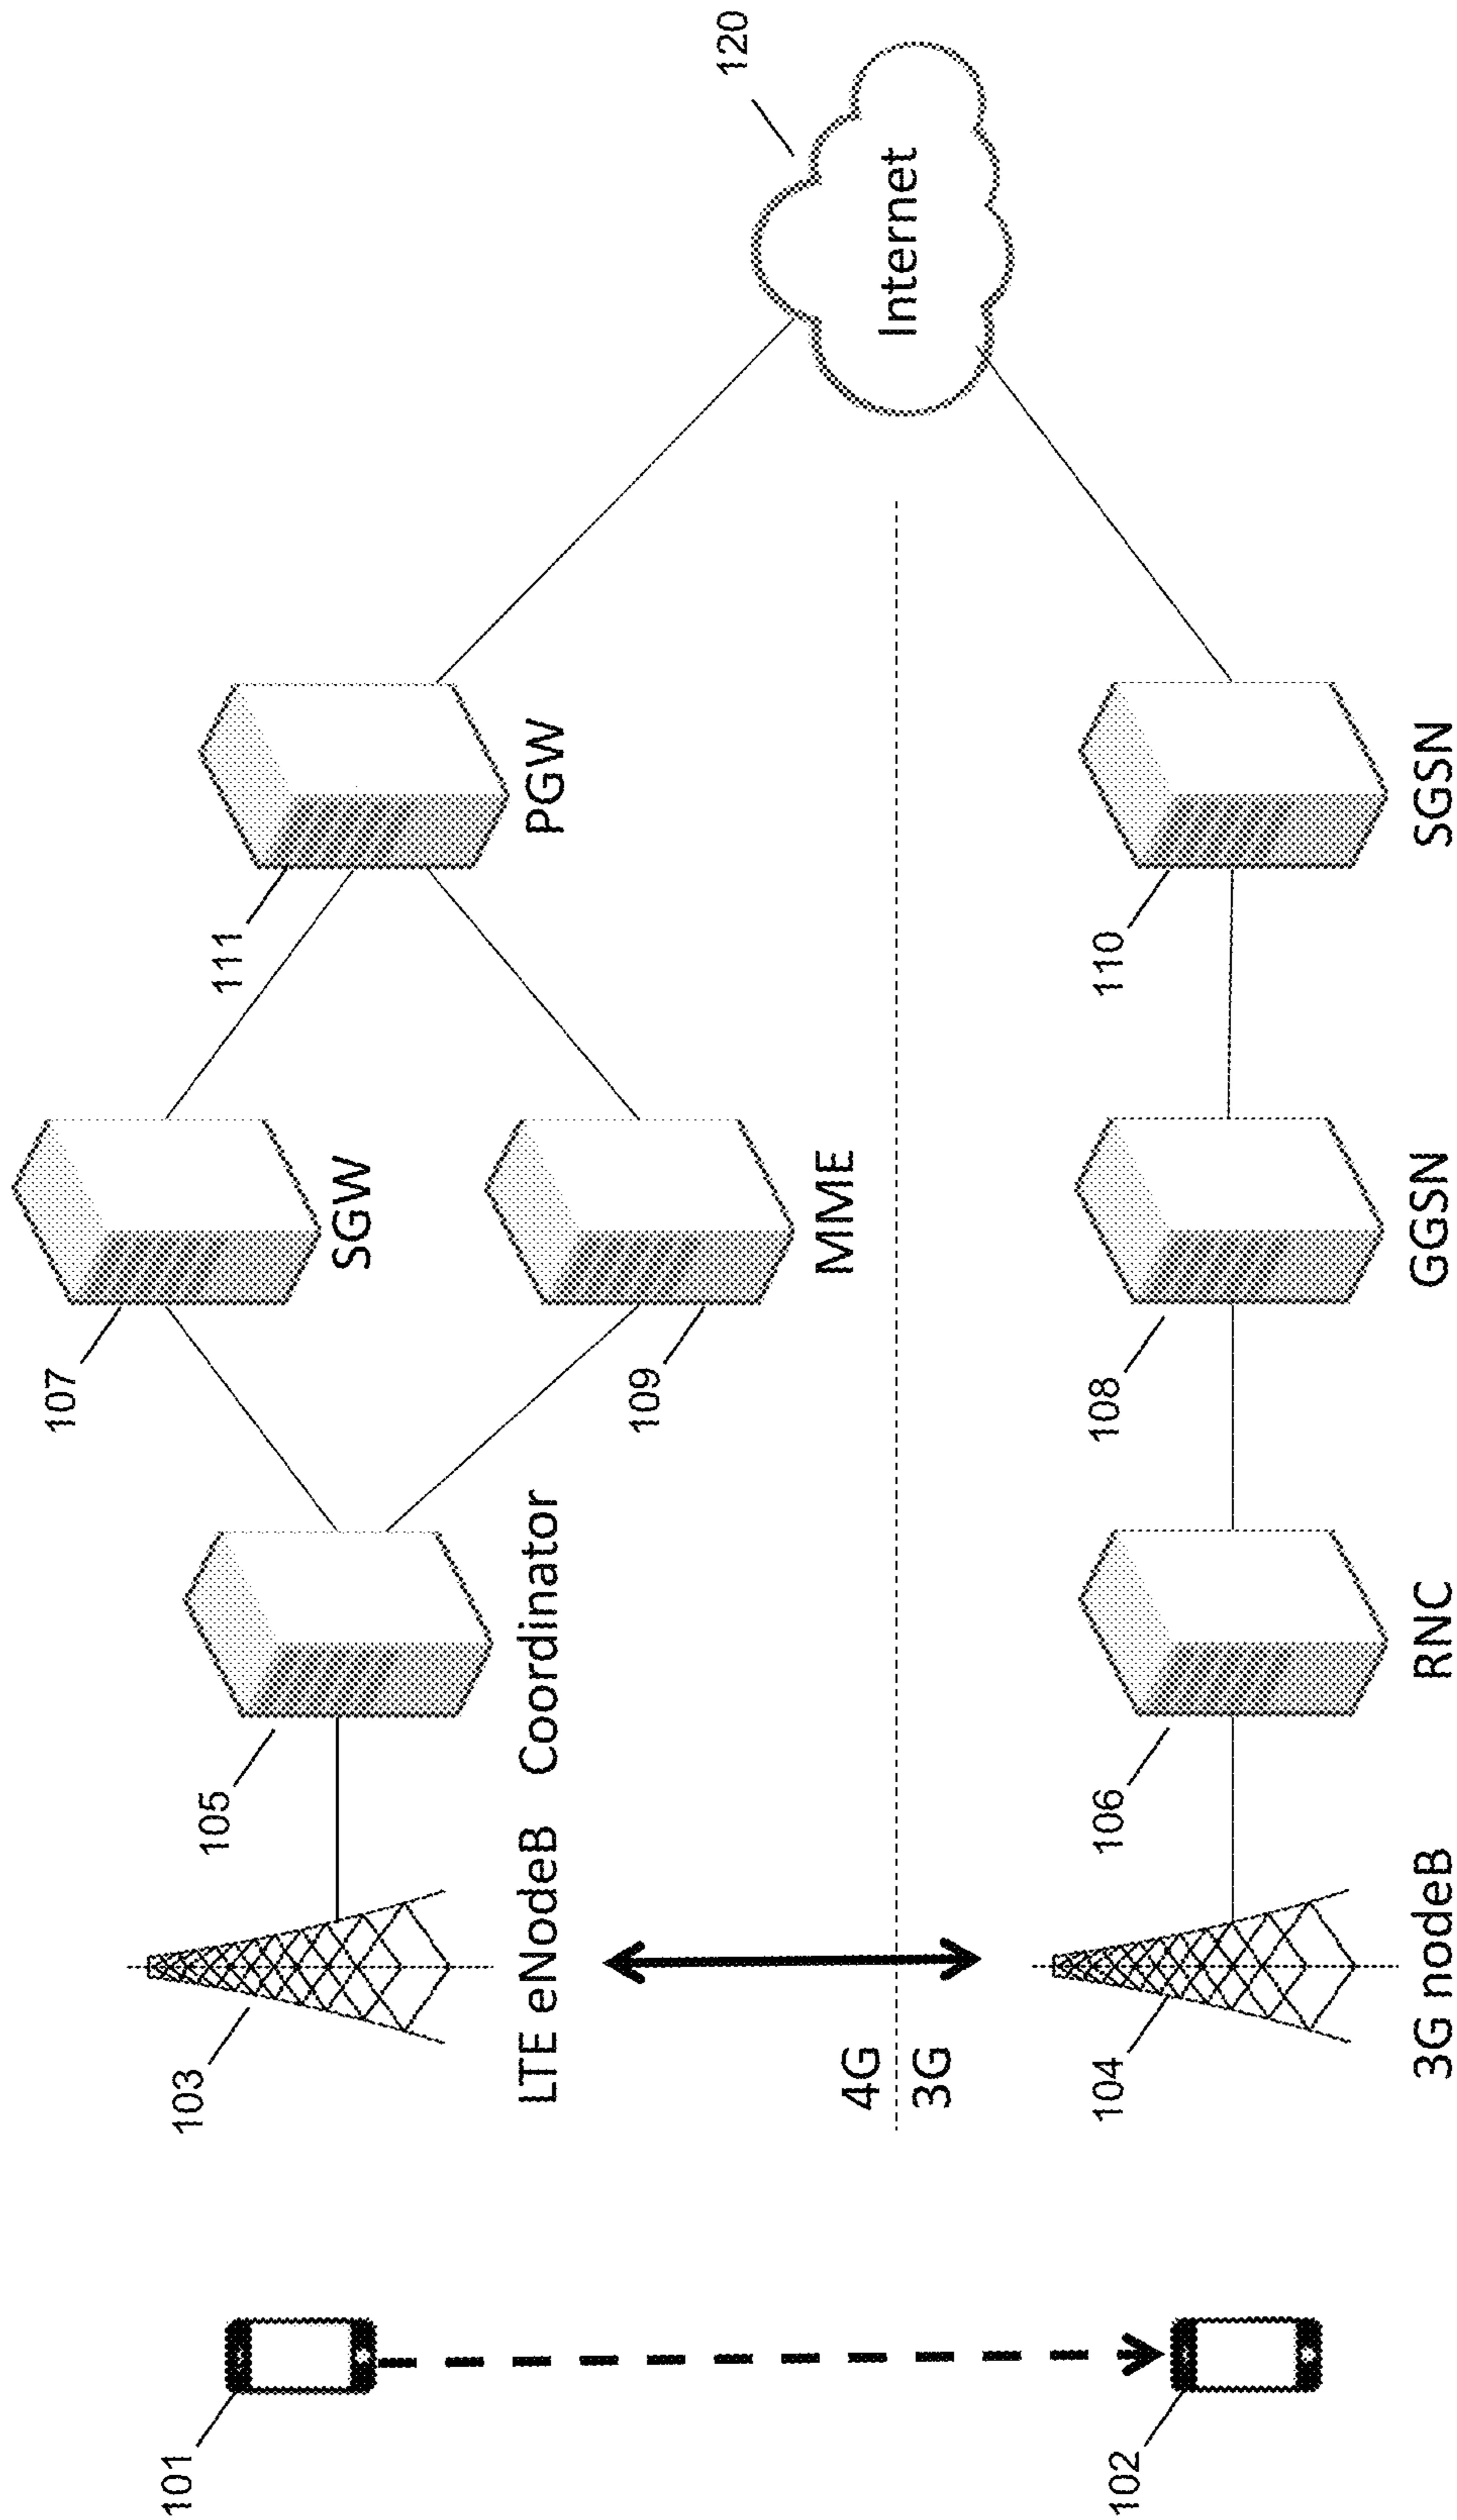 101
103
LTE eNodeB
105
Coordinator
107
SGW
109
MME
111
PGW
120
Internet
4G
3G
102
104
3G nodeB
106
RNC
108
GGSN
110
SGSN